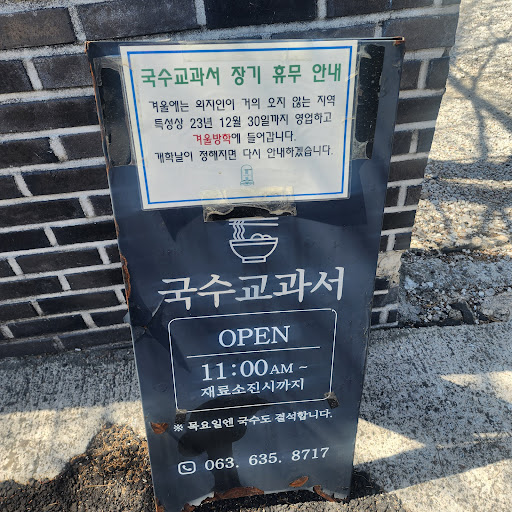 국수교과서 장기 휴무 안내
겨울에는 외지인이 거의 오지 않는 지역
특성상 23년 12월 30일까지 영업하고
겨울방학에 들어갑니다.
개학날이 정해지면 다시 안내하겠습니다.
국수교과서
OPEN
11:00AM ~
재료소진시까지
※ 목요일엔 국수도 결석합니다.
063. 635. 8717